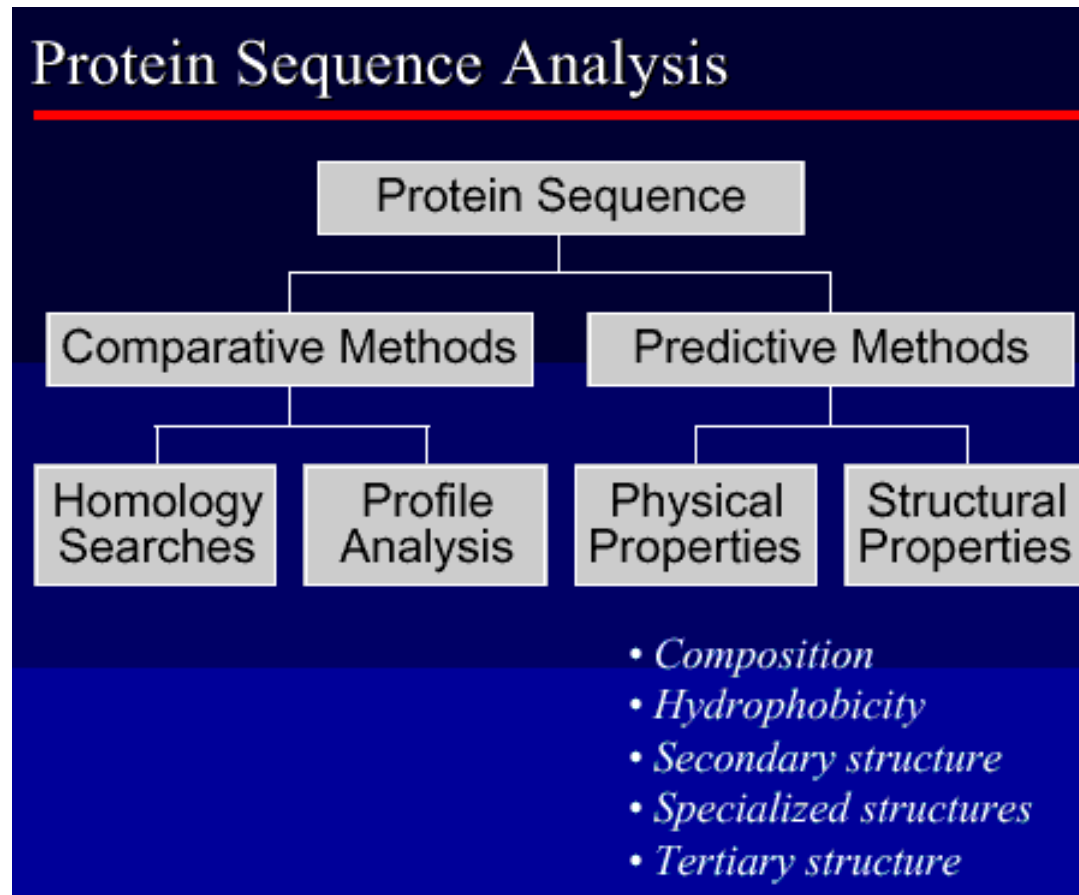 Protein Sequence Analysis
Protein Sequence
Comparative Methods
Predictive Methods
Homology
Searches
Profile
Analysis
Physical
Properties
Structural
Properties
• Composition
• Hydrophobicity
• Secondary structure
• Specialized structures
• Tertiary structure